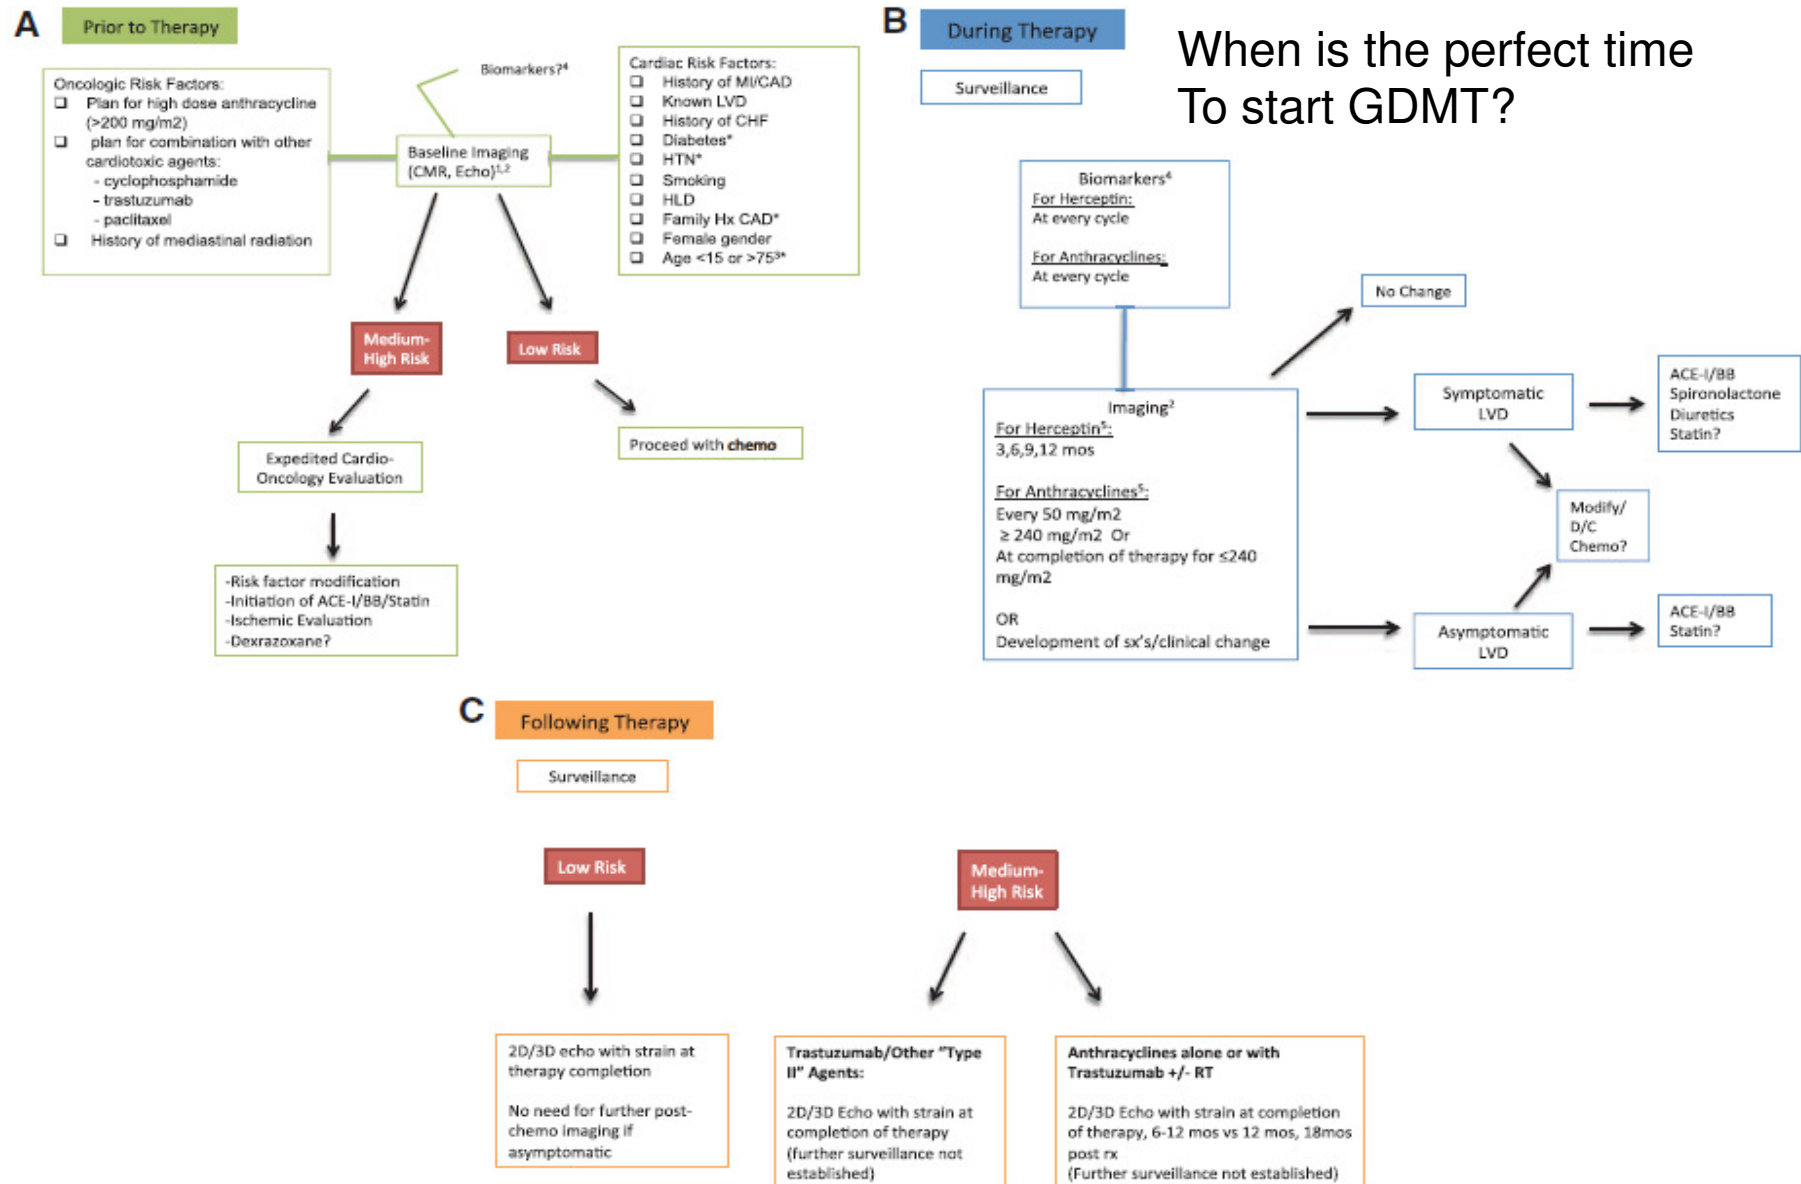 A
Prior to Therapy
Oncologic Risk Factors:
❑ Plan for high dose anthracycline
(>200 mg/m2)
❑ plan for combination with other
cardiotoxic agents:
- cyclophosphamide
- trastuzumab
- paclitaxel
❑ History of mediastinal radiation
Biomarkers?⁴
Baseline Imaging
(CMR, Echo)¹,²
Cardiac Risk Factors:
❑ History of MI/CAD
❑ Known LVD
❑ History of CHF
❑ Diabetes*
❑ HTN*
❑ Smoking
❑ HLD
❑ Family Hx CAD*
❑ Female gender
❑ Age <15 or >75³*
Medium-
High Risk
Low Risk
Expedited Cardio-
Oncology Evaluation
Proceed with chemo
-Risk factor modification
-Initiation of ACE-I/BB/Statin
-Ischemic Evaluation
-Dexrazoxane?
B
During Therapy
Surveillance
When is the perfect time
To start GDMT?
Biomarkers⁴
For Herceptin:
At every cycle
For Anthracyclines:
At every cycle
Imaging²
For Herceptin⁵:
3,6,9,12 mos
For Anthracyclines⁵:
Every 50 mg/m2
≥ 240 mg/m2 Or
At completion of therapy for ≤240
mg/m2
OR
Development of sx's/clinical change
No Change
Symptomatic
LVD
ACE-I/BB
Spironolactone
Diuretics
Statin?
Modify/
D/C
Chemo?
Asymptomatic
LVD
ACE-I/BB
Statin?
C
Following Therapy
Surveillance
Low Risk
2D/3D echo with strain at
therapy completion
No need for further post-
chemo imaging if
asymptomatic
Medium-
High Risk
Trastuzumab/Other "Type
II" Agents:
2D/3D Echo with strain at
completion of therapy
(further surveillance not
established)
Anthracyclines alone or with
Trastuzumab +/- RT
2D/3D Echo with strain at completion
of therapy, 6-12 mos vs 12 mos, 18mos
post rx
(Further surveillance not established)